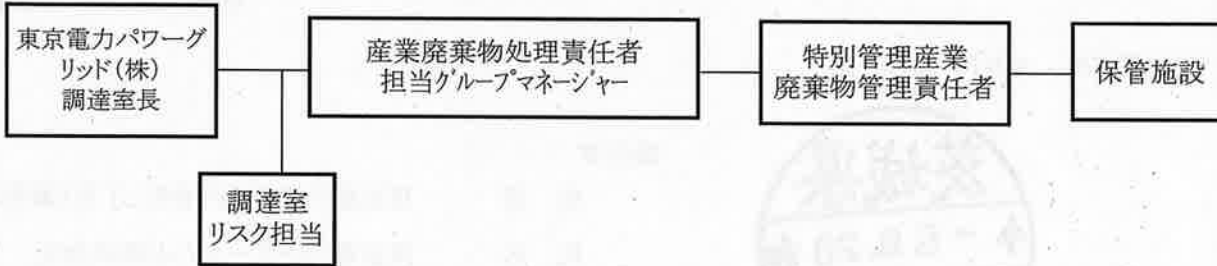 東京電力パワーグ
リッド(株)
調達室長
産業廃棄物処理責任者
担当グループマネージャー
特別管理産業
廃棄物管理責任者
保管施設
調達室
リスク担当